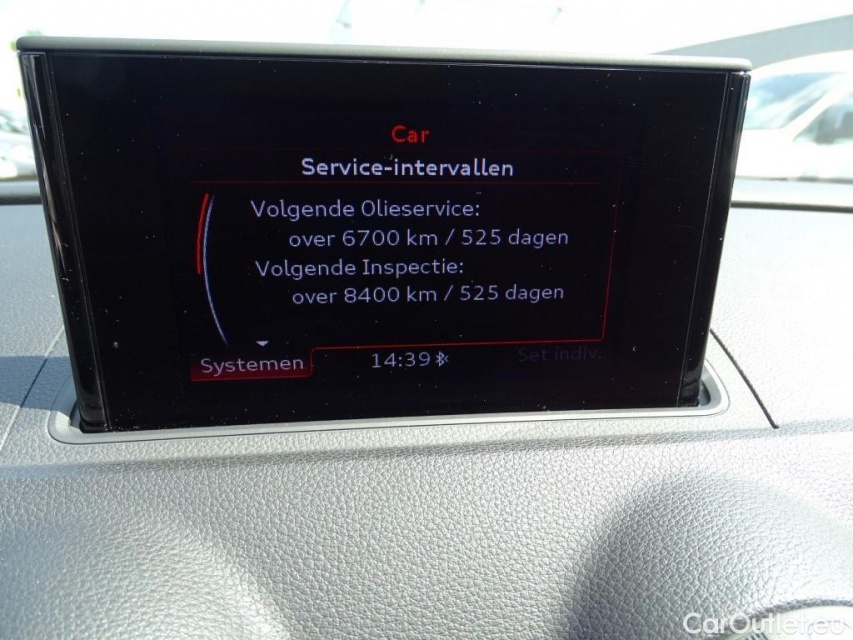 Car
Service-intervallen
Volgende Olieservice:
over 6700 km / 525 dagen
Volgende Inspectie:
over 8400 km / 525 dagen
Systemen
14:39
Set indiv.
CarOutlet.eu